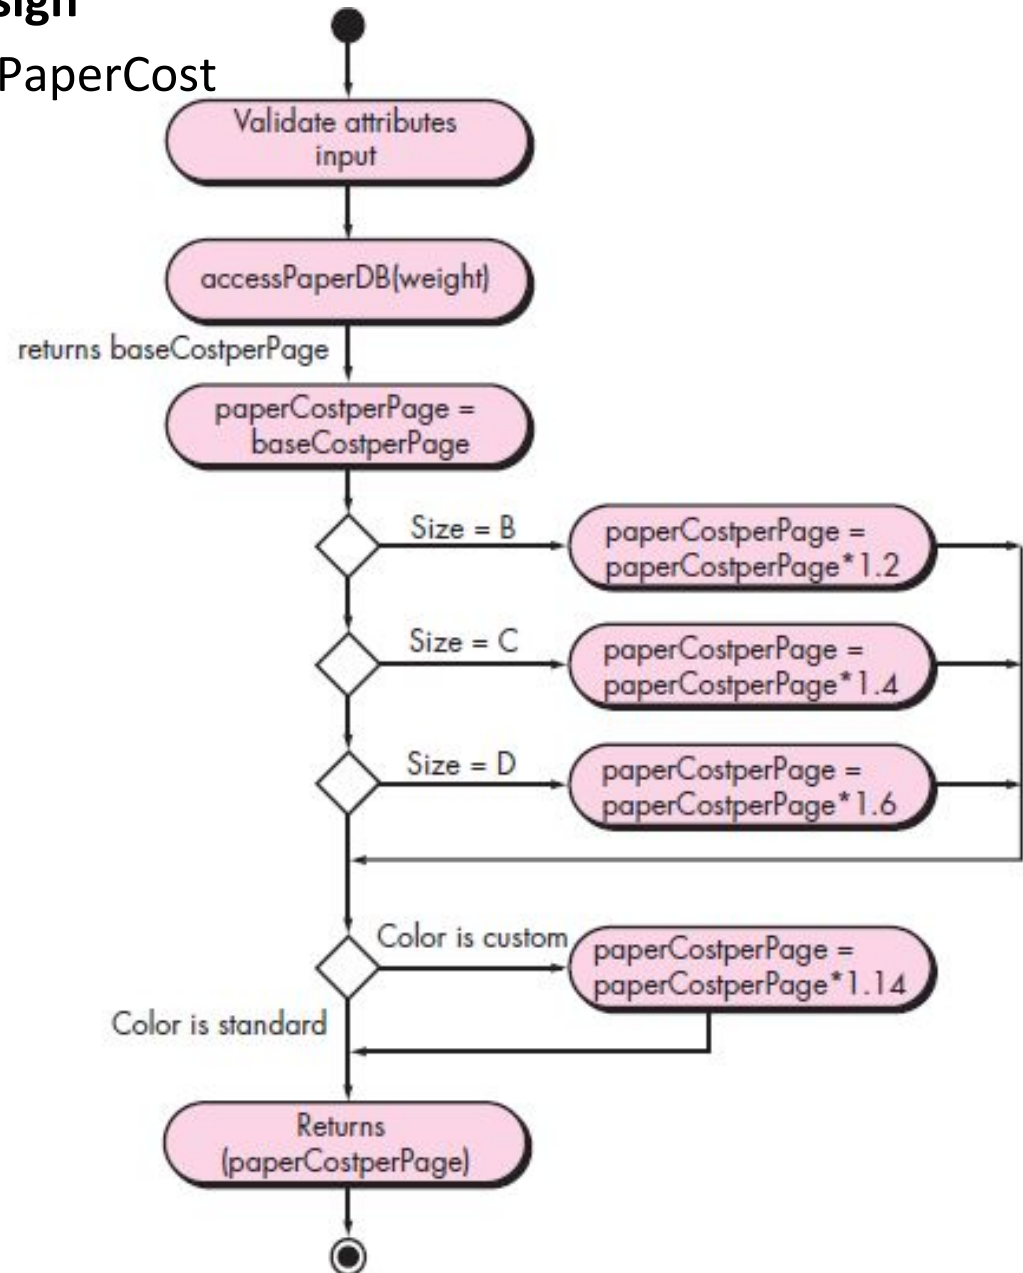 PaperCost
Validate attributes
input
accessPaperDB(weight)
returns baseCostperPage
paperCostperPage =
baseCostperPage
Size = B
paperCostperPage =
paperCostperPage*1.2
Size = C
paperCostperPage =
paperCostperPage*1.4
Size = D
paperCostperPage =
paperCostperPage*1.6
Color is custom
paperCostperPage =
paperCostperPage*1.14
Color is standard
Returns
(paperCostperPage)